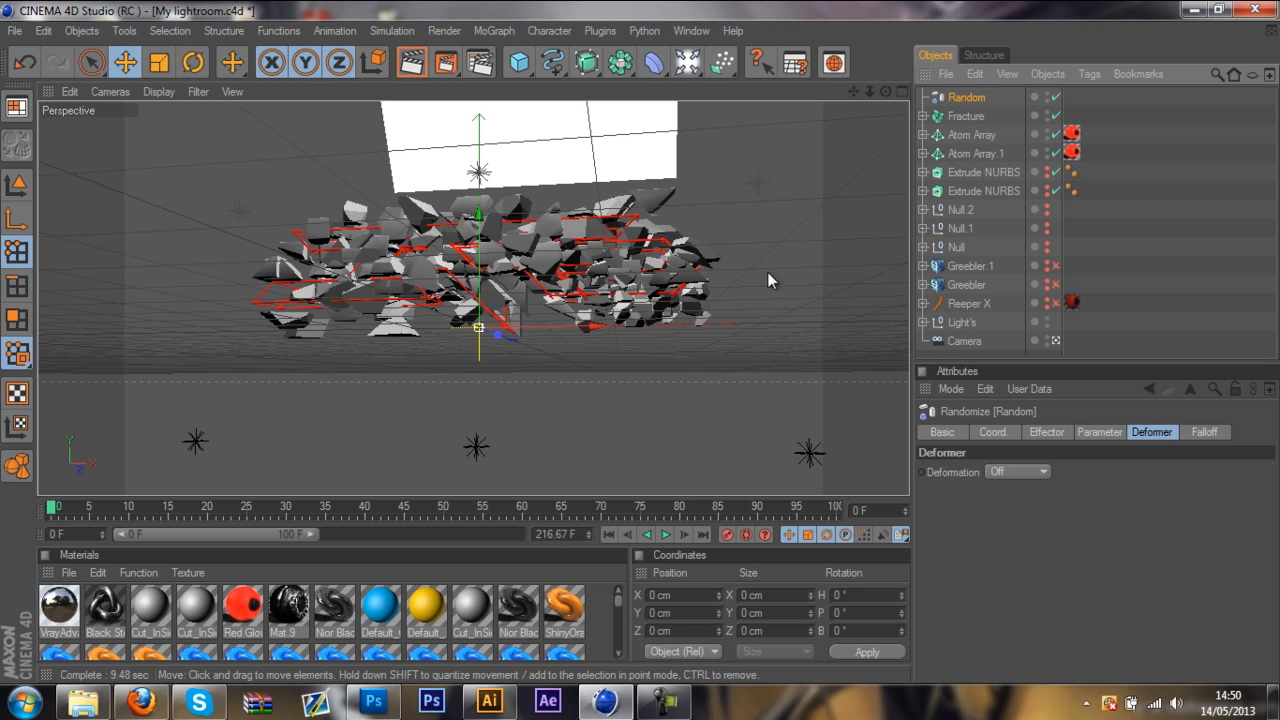 CINEMA 4D Studio (RC ) - [My lightroom.c4d *]
File Edit Objects Tools Selection Structure Functions Animation Simulation Render MoGraph Character Plugins Python Window Help
X Y Z
Objects Structure
File Edit View Objects Tags Bookmarks
Edit Cameras Display Filter View
Perspective
Random
Fracture
Atom Array
Atom Array.1
Extrude NURBS
Extrude NURBS
Null.2
Null.1
Null
Greebler.1
Greebler
Reeper X
Light's
Camera
Attributes
Mode Edit User Data
Randomize [Random]
Basic Coord. Effector Parameter Deformer Falloff
Deformer
Deformation Off
Y
X
Z
0 5 10 15 20 25 30 35 40 45 50 55 60 65 70 75 80 85 90 95 10 0 F
0 F 0 F 100 F 216.67 F
Materials
File Edit Function Texture
VrayAdv Black St Cut_InSi Cut_InSi Red Glo Mat.9 Nior Blac Default_ Default_ Cut_InSi Nior Blac ShinyOra
Coordinates
Position Size Rotation
X 0 cm X 0 cm H 0 °
Y 0 cm Y 0 cm P 0 °
Z 0 cm Z 0 cm B 0 °
Object (Rel) Size Apply
MAXON
CINEMA 4D
Complete : 9.48 sec Move: Click and drag to move elements. Hold down SHIFT to quantize movement / add to the selection in point mode, CTRL to remove.
S Ps Ps Ai Ae
14:50
14/05/2013